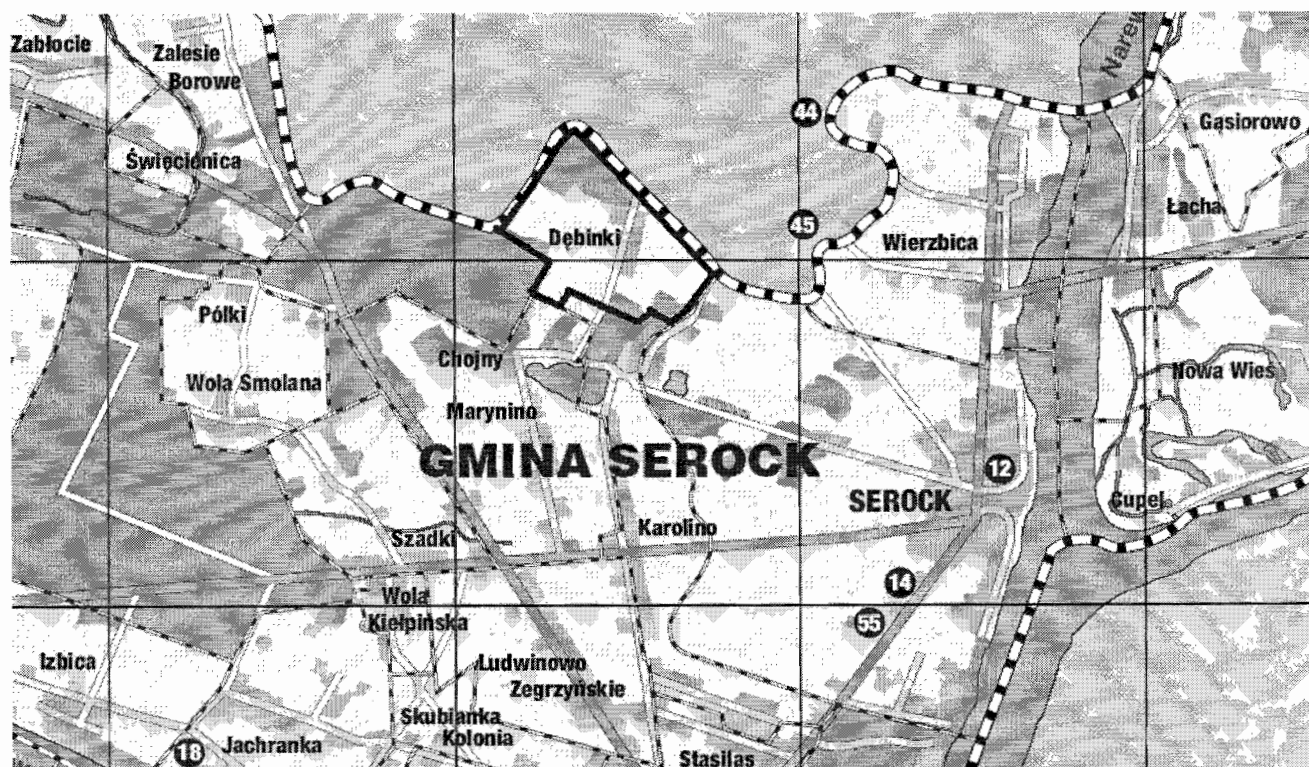 Zabłocie
Zalesie
Borowe
Narew
44
Gąsiorowo
Święcienica
Łacha
Dębinki
45
Wierzbica
Pólki
Chojny
Nowa Wieś
Wola Smolana
Marynino
GMINA SEROCK
12
SEROCK
Cupel
Karolino
Szadki
14
Wola
Kiełpińska
55
Izbica
Ludwinowo
Zegrzyńskie
Skubianka
Kolonia
18
Jachranka
Stasilas